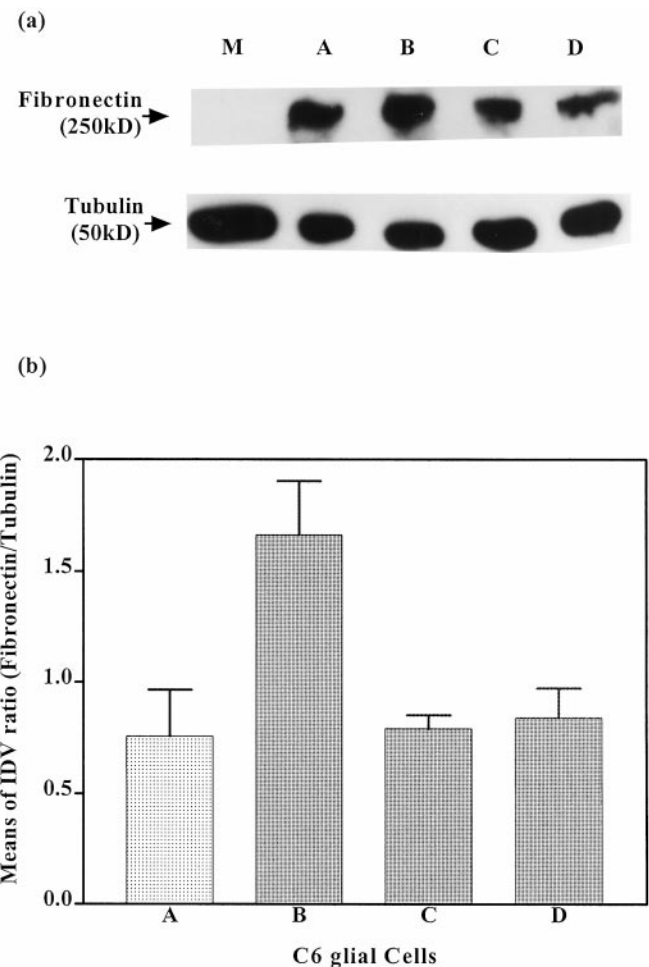 (a)
M A B C D
Fibronectin
(250kD)
Tubulin
(50kD)
(b)
Means of IDV ratio (Fibronectin/Tubulin)
2.0
1.5
1.0
0.5
0.0
A B C D
C6 glial Cells